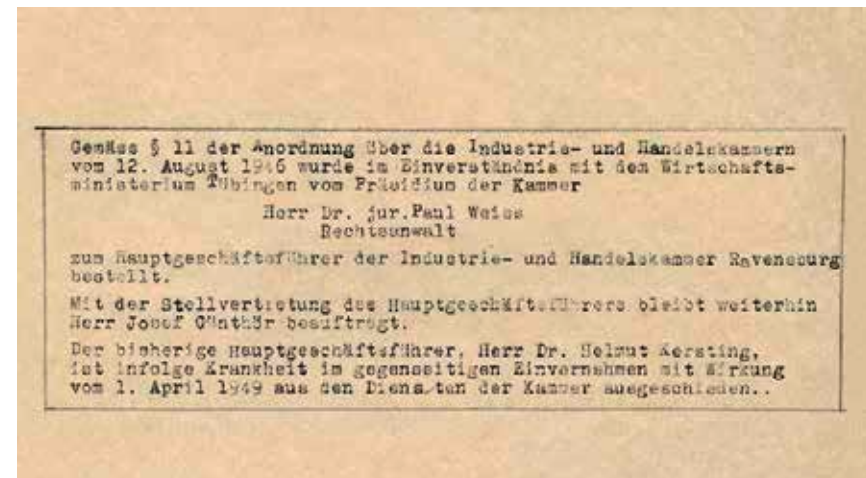 Gemäss § 11 der Anordnung über die Industrie- und Handelskammern
vom 12. August 1946 wurde im Einverständnis mit dem Wirtschafts-
ministerium Tübingen vom Präsidium der Kammer
Herr Dr. jur. Paul Weiss
Rechtsanwalt
zum Hauptgeschäftsführer der Industrie- und Handelskammer Ravensburg
bestellt.
Mit der Stellvertretung des Hauptgeschäftsführers bleibt weiterhin
Herr Josef Günthör beauftragt.
Der bisherige Hauptgeschäftsführer, Herr Dr. Helmut Kersting,
ist infolge Krankheit im gegenseitigen Einvernehmen mit Wirkung
vom 1. April 1949 aus den Diensten der Kammer ausgeschieden..